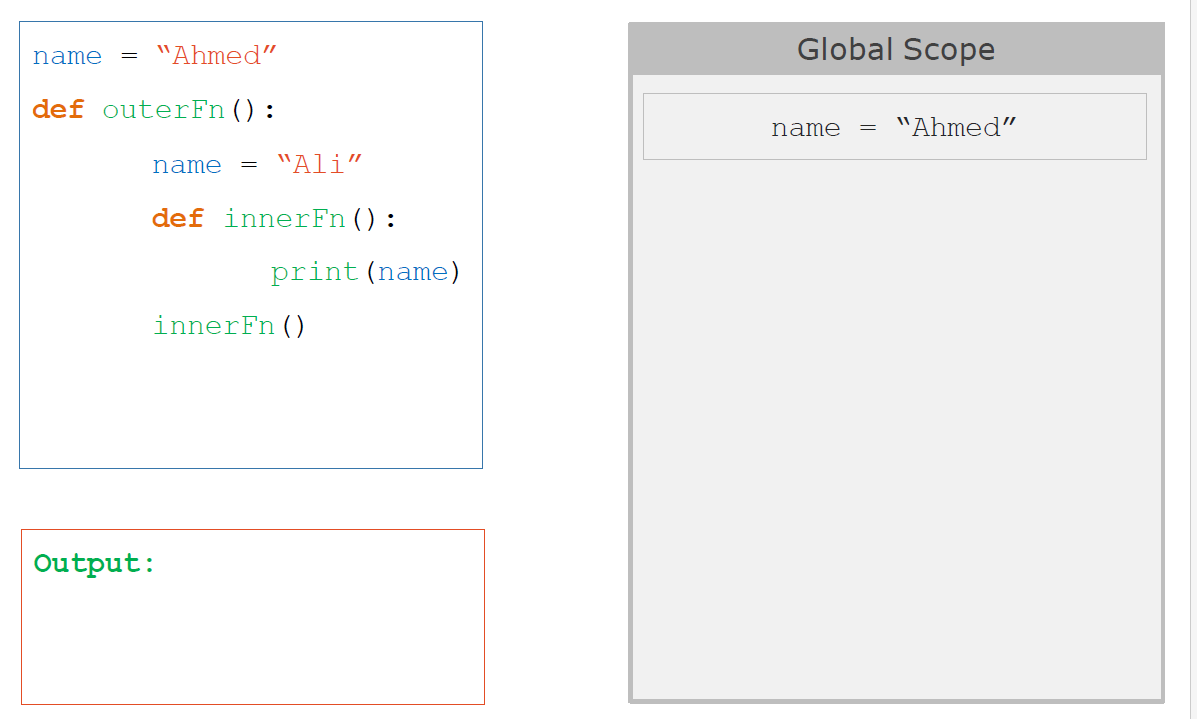 name = “Ahmed”
def outerFn():
name = “Ali”
def innerFn():
print(name)
innerFn()
Output:
Global Scope
name = “Ahmed”